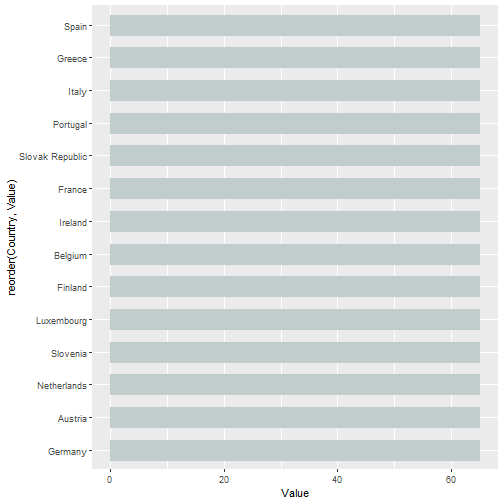 Spain
Greece
Italy
Portugal
Slovak Republic
France
Ireland
Belgium
Finland
Luxembourg
Slovenia
Netherlands
Austria
Germany
reorder(Country, Value)
0 20 40 60
Value